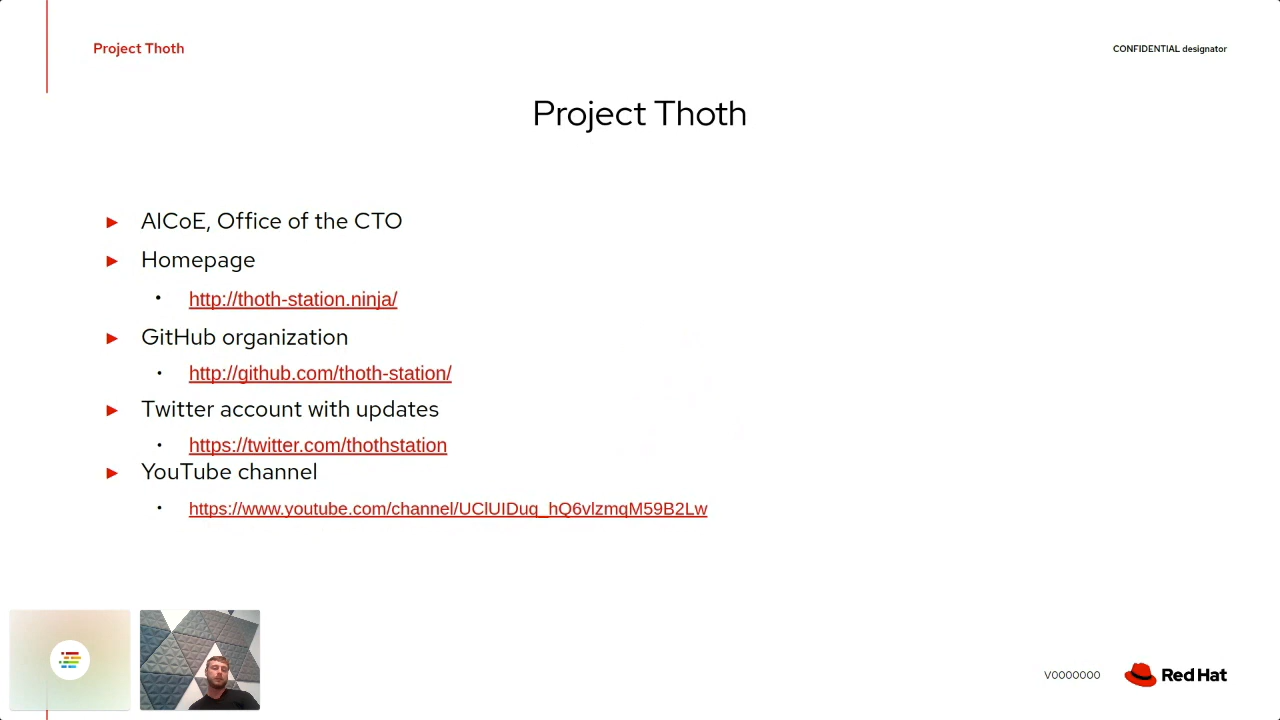 Project Thoth
CONFIDENTIAL designator
Project Thoth
AICoE, Office of the CTO
Homepage
http://thoth-station.ninja/
GitHub organization
http://github.com/thoth-station/
Twitter account with updates
https://twitter.com/thothstation
YouTube channel
https://www.youtube.com/channel/UClUIDuq_hQ6vlzmqM59B2Lw
V0000000
Red Hat